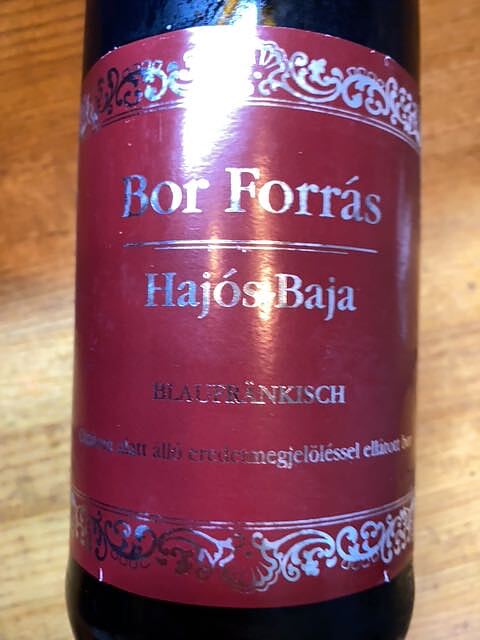 Bor Forrás
Hajós-Baja
BLAUFRÄNKISCH
alatt álló eredetmegjelöléssel ellátott bor